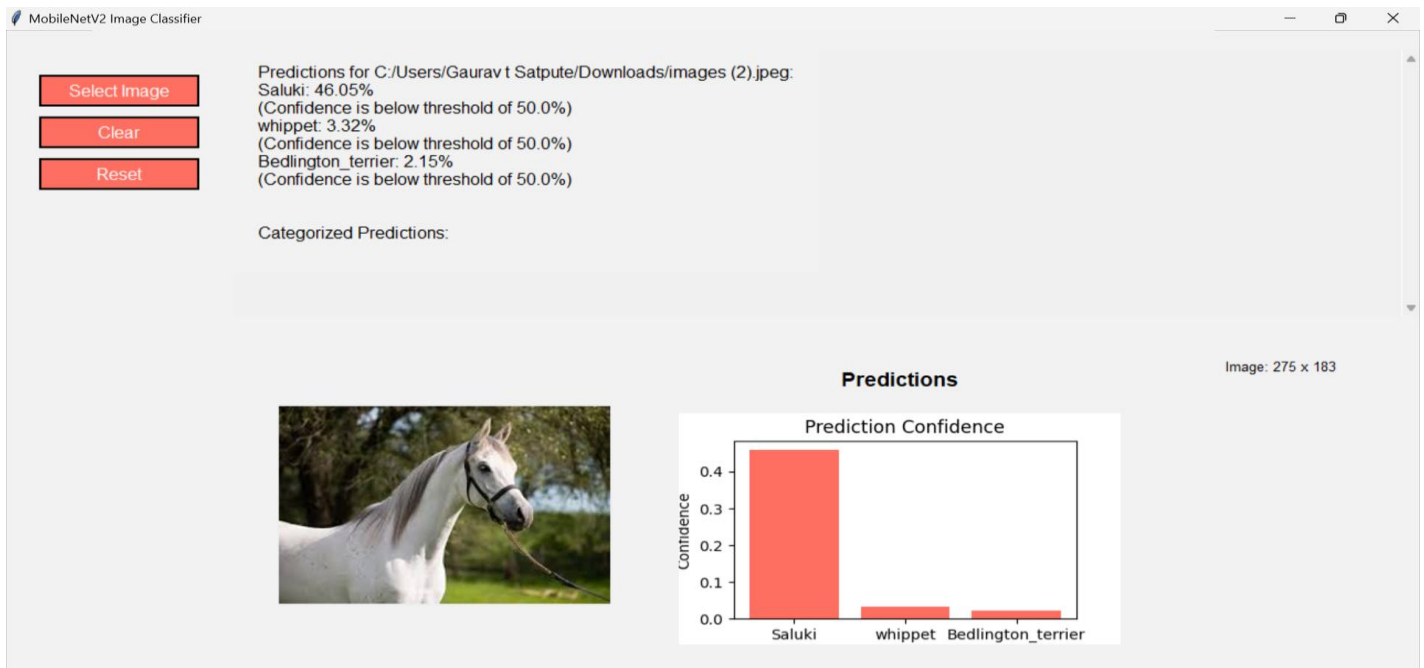 MobileNetV2 Image Classifier
Select Image
Clear
Reset
Predictions for C:/Users/Gaurav t Satpute/Downloads/images (2).jpeg:
Saluki: 46.05%
(Confidence is below threshold of 50.0%)
whippet: 3.32%
(Confidence is below threshold of 50.0%)
Bedlington_terrier: 2.15%
(Confidence is below threshold of 50.0%)
Categorized Predictions:
Image: 275 x 183
Predictions
Prediction Confidence
Confidence
0.4
0.3
0.2
0.1
0.0
Saluki whippet Bedlington_terrier